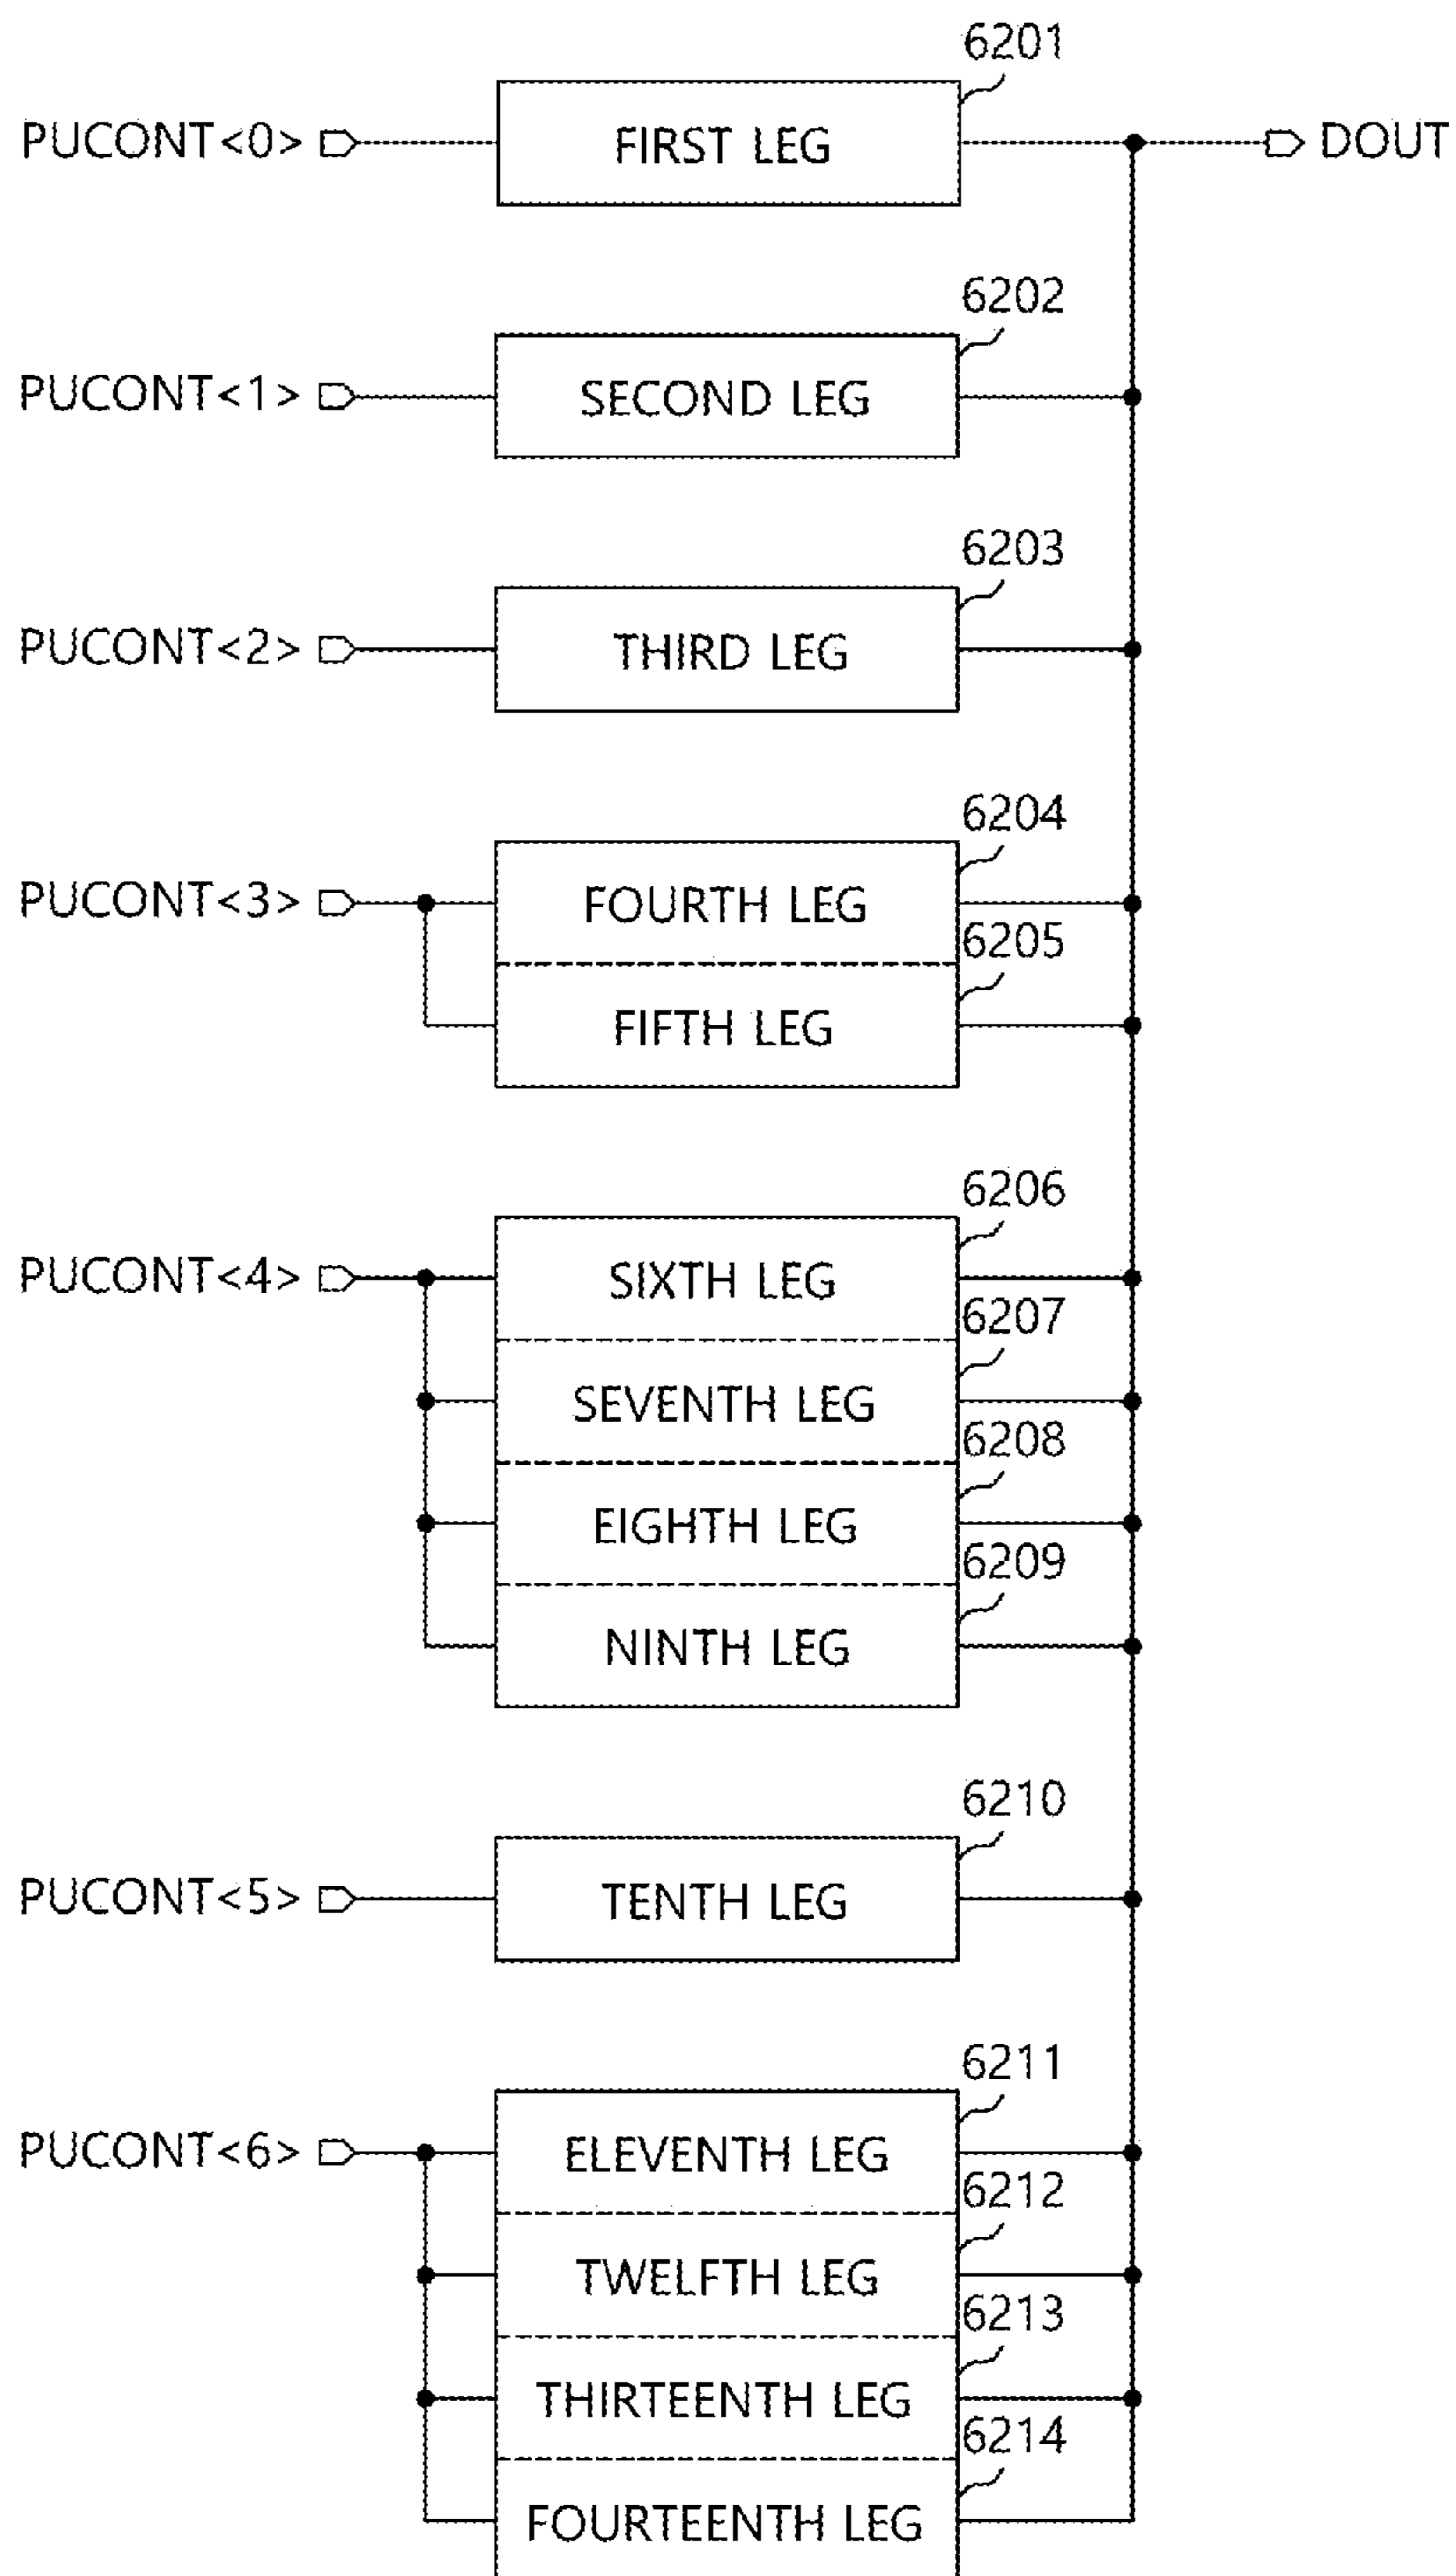 6201
PUCONT<0> FIRST LEG DOUT
6202
PUCONT<1> SECOND LEG
6203
PUCONT<2> THIRD LEG
6204
PUCONT<3> FOURTH LEG
6205
FIFTH LEG
6206
PUCONT<4> SIXTH LEG
6207
SEVENTH LEG
6208
EIGHTH LEG
6209
NINTH LEG
6210
PUCONT<5> TENTH LEG
6211
PUCONT<6> ELEVENTH LEG
6212
TWELFTH LEG
6213
THIRTEENTH LEG
6214
FOURTEENTH LEG